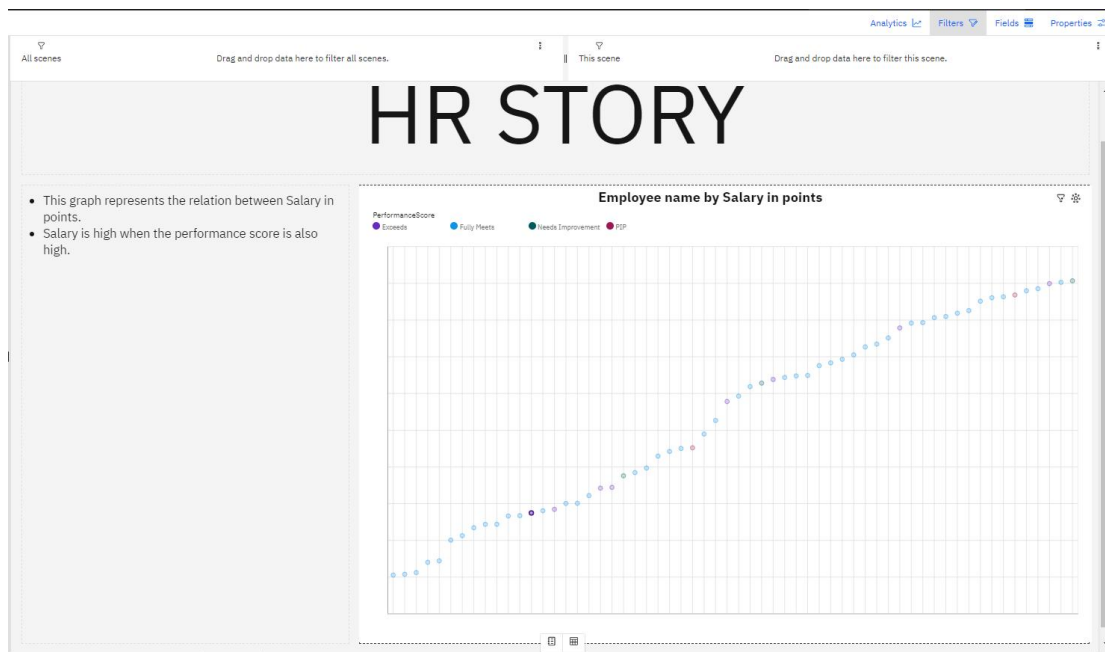 Analytics Filters Fields Properties
All scenes Drag and drop data here to filter all scenes. This scene Drag and drop data here to filter this scene.
HR STORY
This graph represents the relation between Salary in
points.
Salary is high when the performance score is also
high.
Employee name by Salary in points
PerformanceScore
Exceeds Fully Meets Needs Improvement PIP